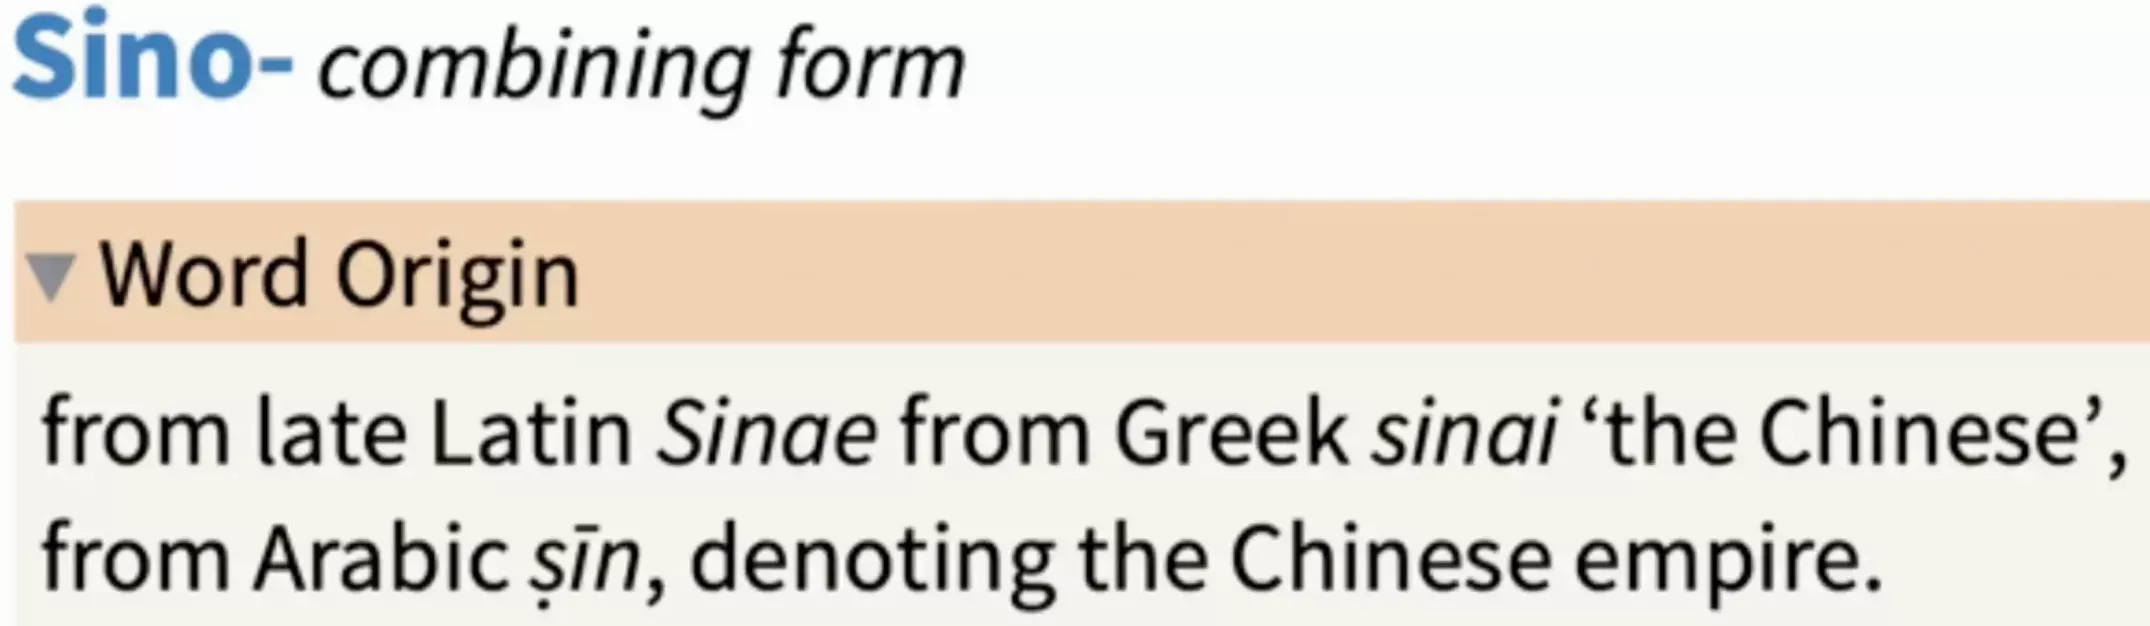 Sino- combining form
Word Origin
from late Latin Sinae from Greek sinai ‘the Chinese’,
from Arabic ṣīn, denoting the Chinese empire.